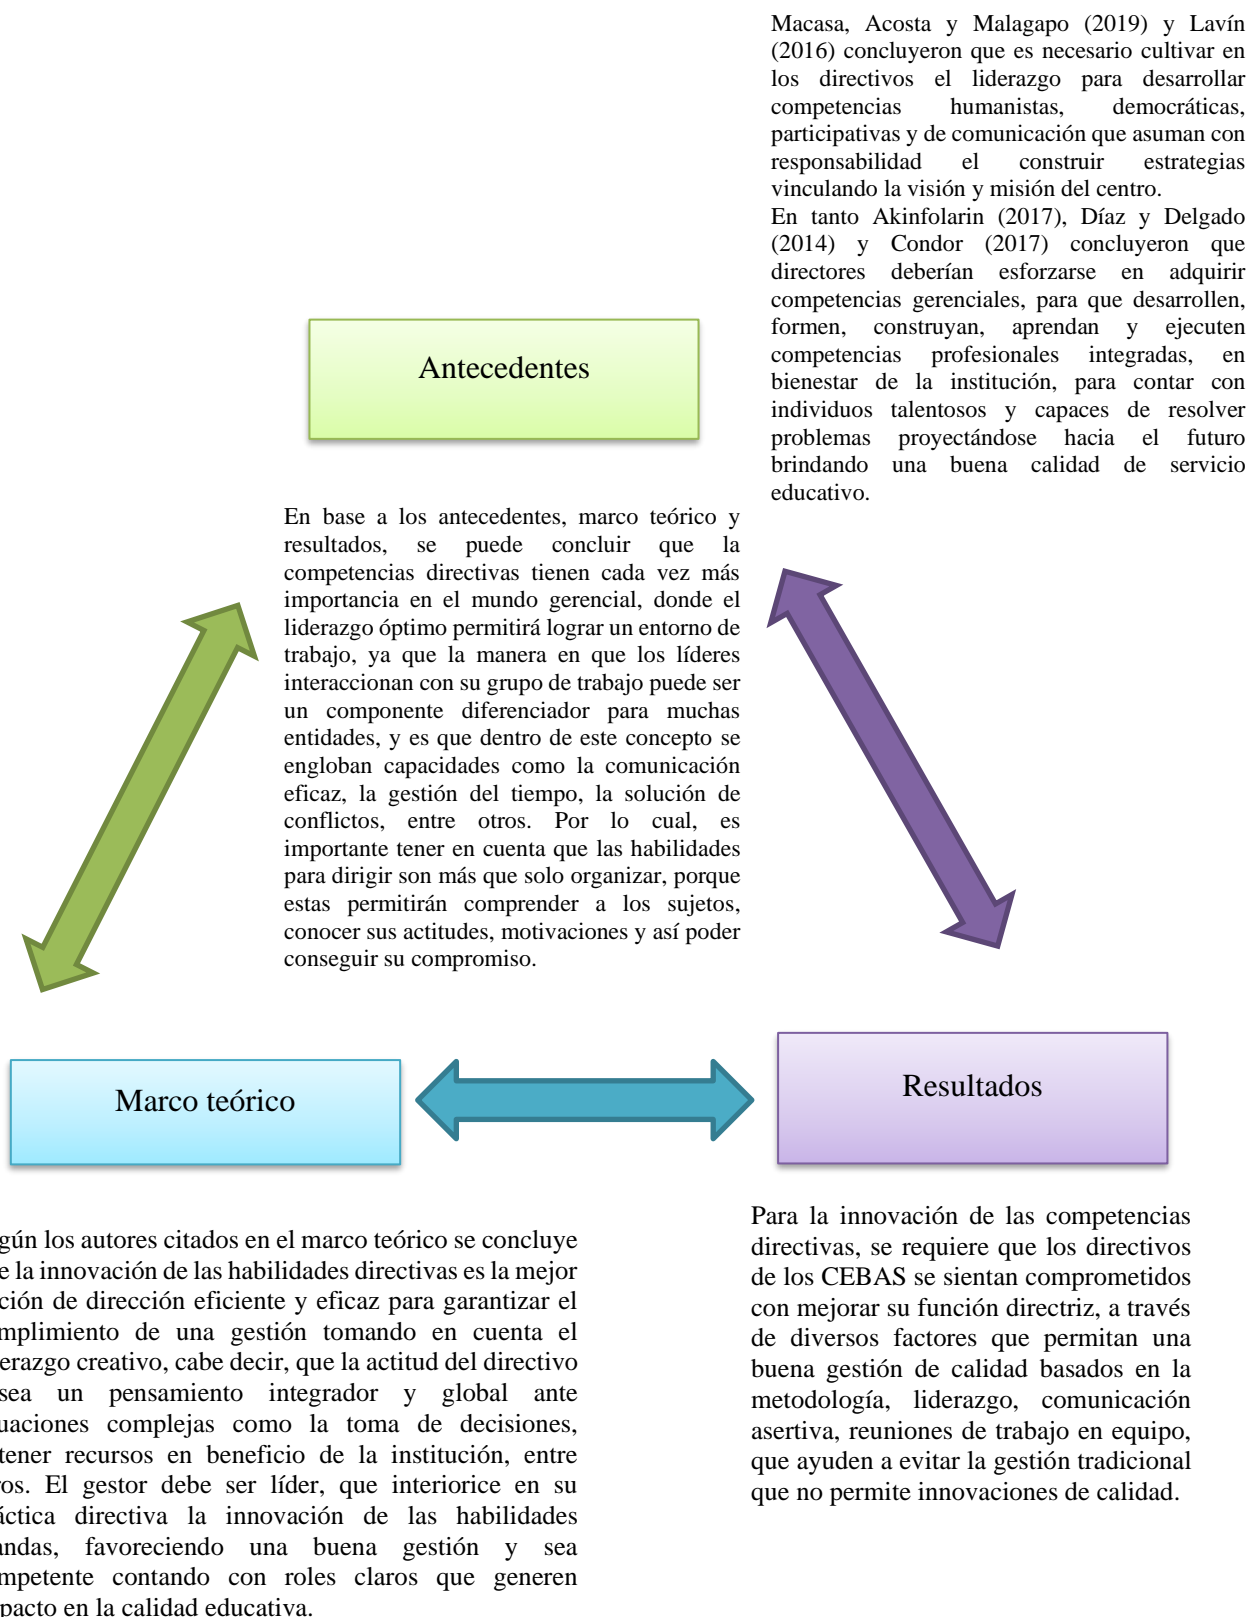 Macasa, Acosta y Malagapo (2019) y Lavín
(2016) concluyeron que es necesario cultivar en
los directivos el liderazgo para desarrollar
competencias humanistas, democráticas,
participativas y de comunicación que asuman con
responsabilidad el construir estrategias
vinculando la visión y misión del centro.
En tanto Akinfolarin (2017), Díaz y Delgado
(2014) y Condor (2017) concluyeron que
directores deberían esforzarse en adquirir
competencias gerenciales, para que desarrollen,
formen, construyan, aprendan y ejecuten
competencias profesionales integradas, en
bienestar de la institución, para contar con
individuos talentosos y capaces de resolver
problemas proyectándose hacia el futuro
brindando una buena calidad de servicio
educativo.
Antecedentes
En base a los antecedentes, marco teórico y
resultados, se puede concluir que la
competencias directivas tienen cada vez más
importancia en el mundo gerencial, donde el
liderazgo óptimo permitirá lograr un entorno de
trabajo, ya que la manera en que los líderes
interaccionan con su grupo de trabajo puede ser
un componente diferenciador para muchas
entidades, y es que dentro de este concepto se
engloban capacidades como la comunicación
eficaz, la gestión del tiempo, la solución de
conflictos, entre otros. Por lo cual, es
importante tener en cuenta que las habilidades
para dirigir son más que solo organizar, porque
estas permitirán comprender a los sujetos,
conocer sus actitudes, motivaciones y así poder
conseguir su compromiso.
Marco teórico
Resultados
gún los autores citados en el marco teórico se concluye
e la innovación de las habilidades directivas es la mejor
ción de dirección eficiente y eficaz para garantizar el
mplimiento de una gestión tomando en cuenta el
erazgo creativo, cabe decir, que la actitud del directivo
sea un pensamiento integrador y global ante
uaciones complejas como la toma de decisiones,
tener recursos en beneficio de la institución, entre
ros. El gestor debe ser líder, que interiorice en su
áctica directiva la innovación de las habilidades
andas, favoreciendo una buena gestión y sea
mpetente contando con roles claros que generen
pacto en la calidad educativa.
Para la innovación de las competencias
directivas, se requiere que los directivos
de los CEBAS se sientan comprometidos
con mejorar su función directriz, a través
de diversos factores que permitan una
buena gestión de calidad basados en la
metodología, liderazgo, comunicación
asertiva, reuniones de trabajo en equipo,
que ayuden a evitar la gestión tradicional
que no permite innovaciones de calidad.